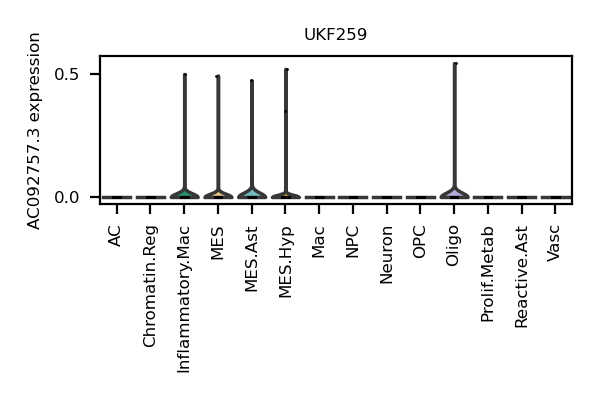 UKF259
AC092757.3 expression
0.5
0.0
AC
Chromatin.Reg
Inflammatory.Mac
MES
MES.Ast
MES.Hyp
Mac
NPC
Neuron
OPC
Oligo
Prolif.Metab
Reactive.Ast
Vasc